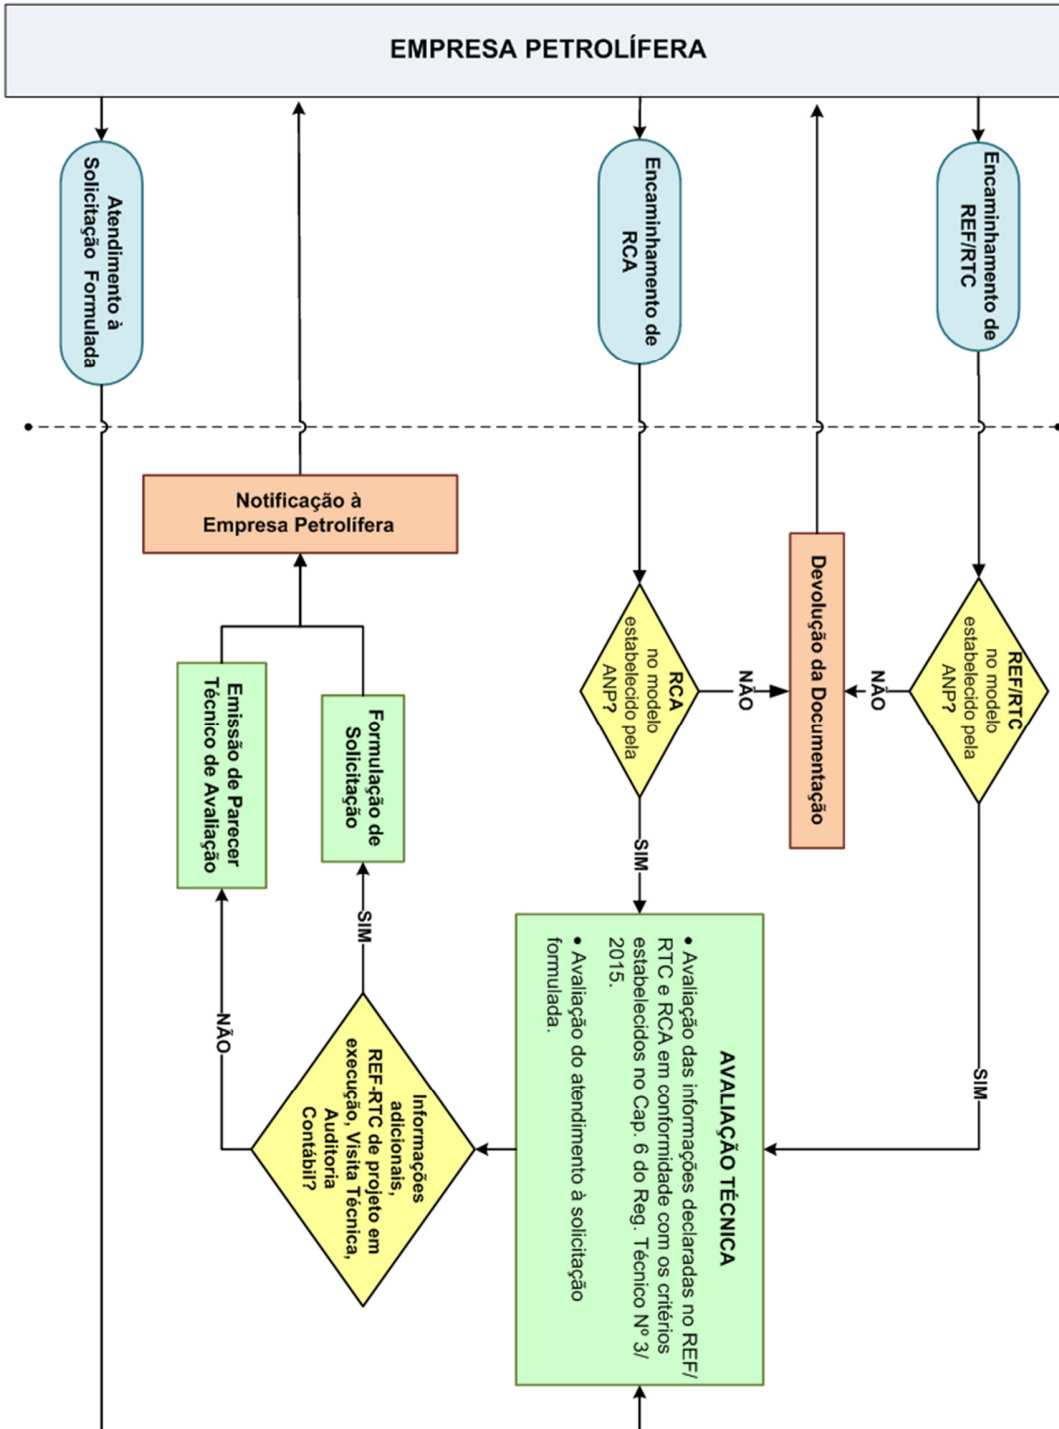 EMPRESA PETROLÍFERA
Atendimento à
Solicitação Formulada
Encaminhamento de
RCA
Encaminhamento de
REF/RTC
Notificação à
Empresa Petrolífera
Devolução da Documentação
RCA
no modelo
estabelecido pela
ANP?
NÃO
SIM
REF/RTC
no modelo
estabelecido pela
ANP?
NÃO
SIM
Emissão de Parecer
Técnico de Avaliação
Formulação de
Solicitação
SIM
NÃO
AVALIAÇÃO TÉCNICA
• Avaliação das informações declaradas no REF/
RTC e RCA em conformidade com os critérios
estabelecidos no Cap. 6 do Reg. Técnico Nº 3/
2015.
• Avaliação do atendimento à solicitação
formulada.
Informações
adicionais,
REF-RTC de projeto em
execução, Visita Técnica,
Auditoria
Contábil?